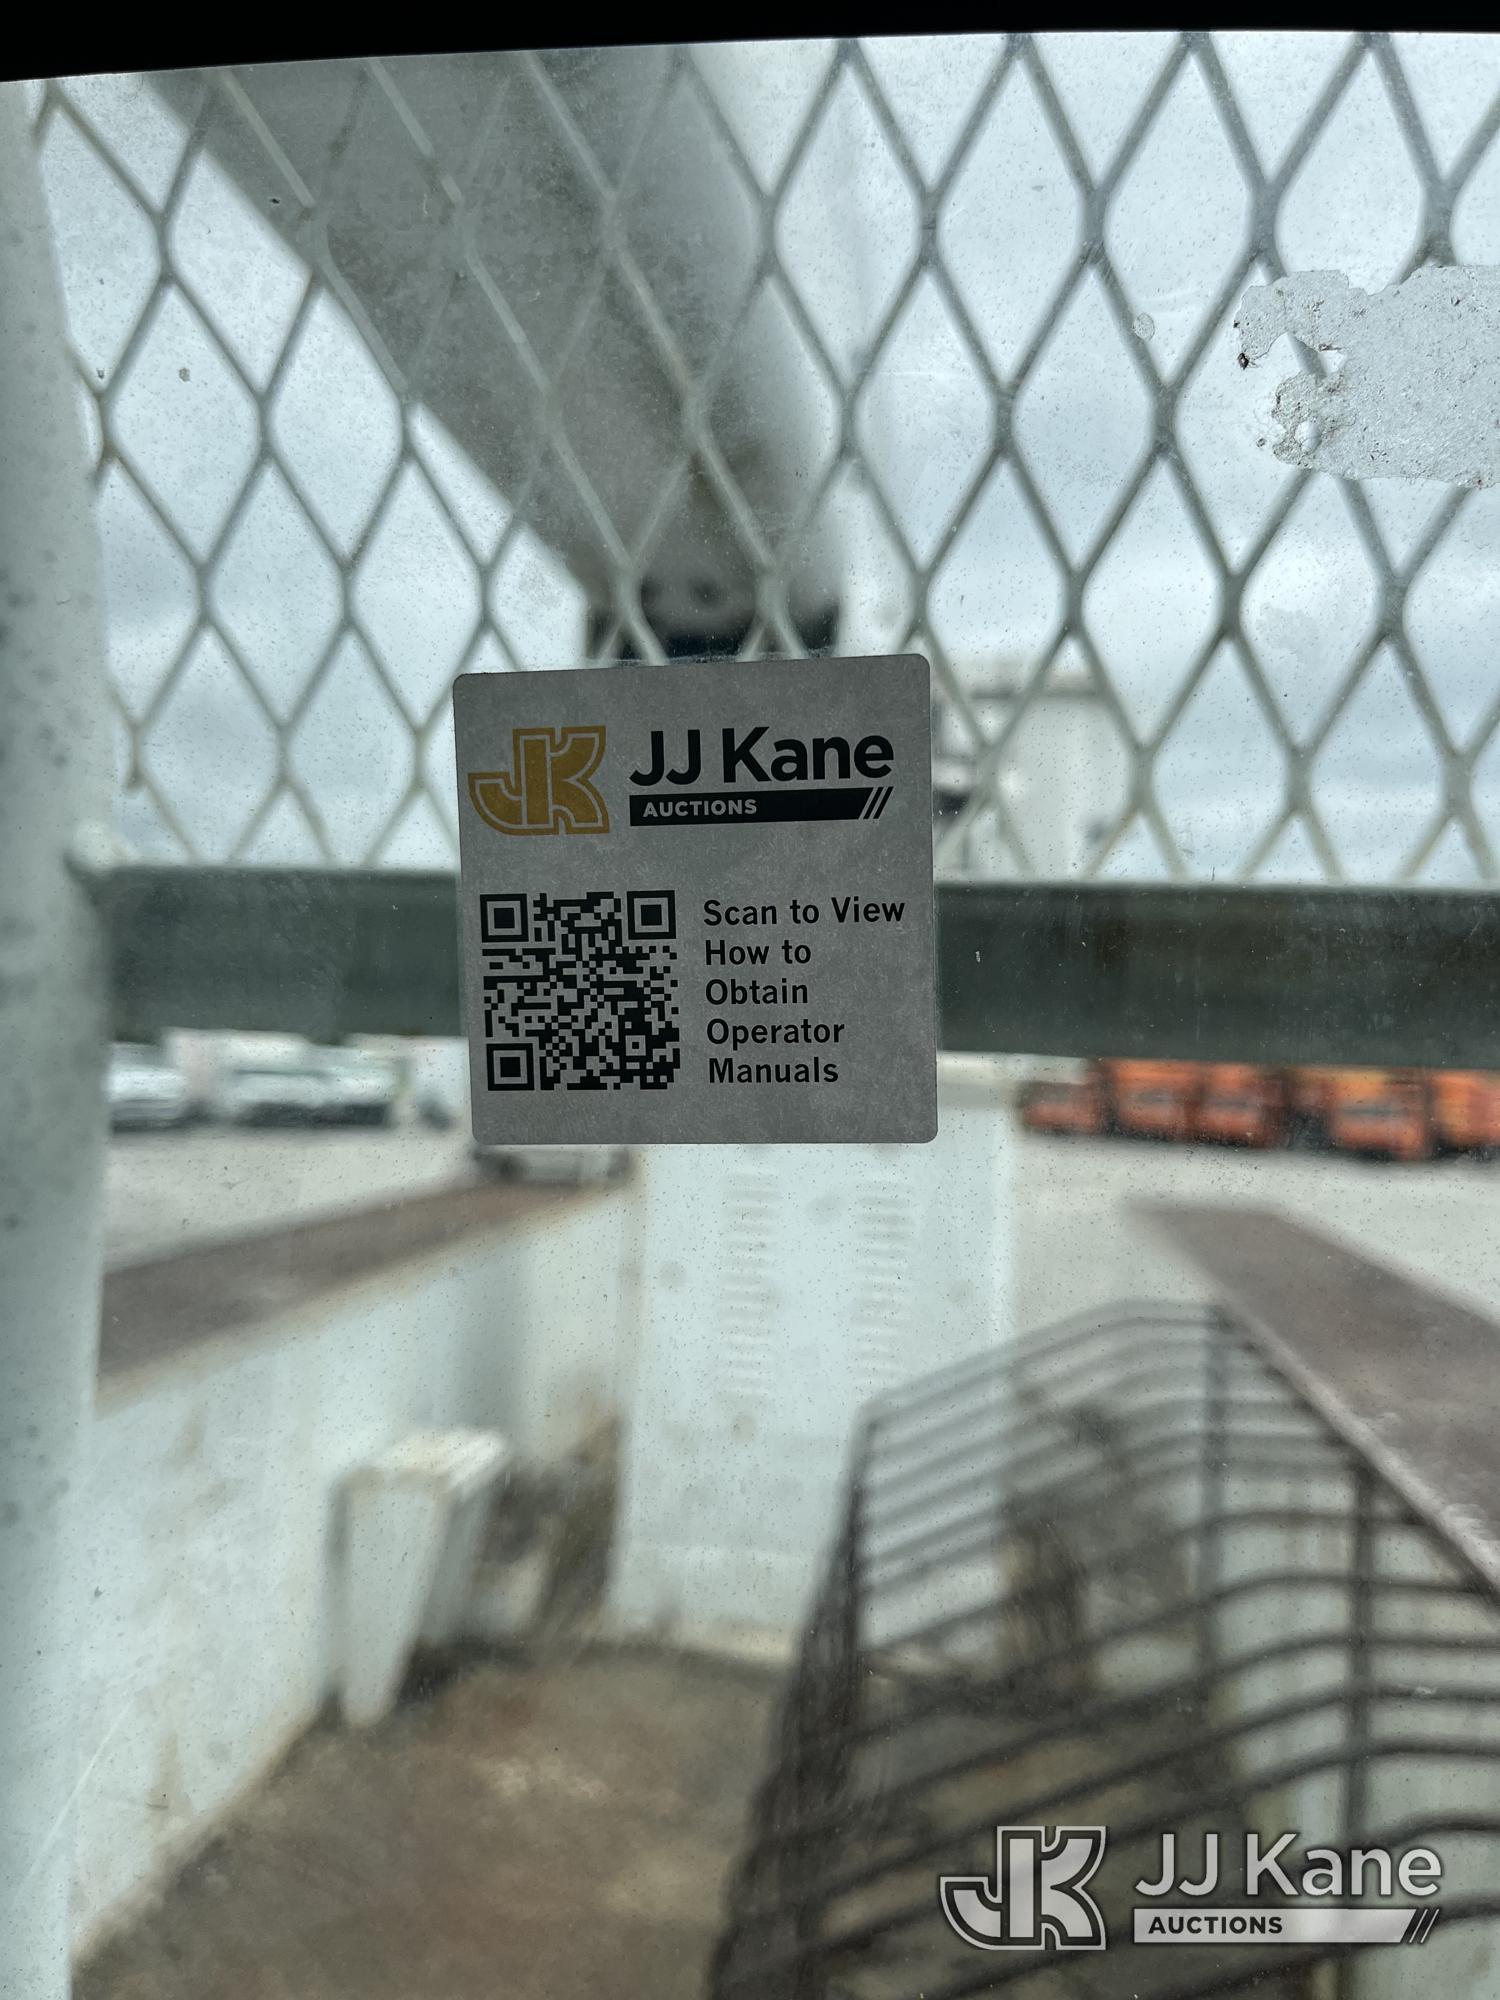 JK
JJ Kane
AUCTIONS
Scan to View
How to
Obtain
Operator
Manuals
JK
JJ Kane
AUCTIONS